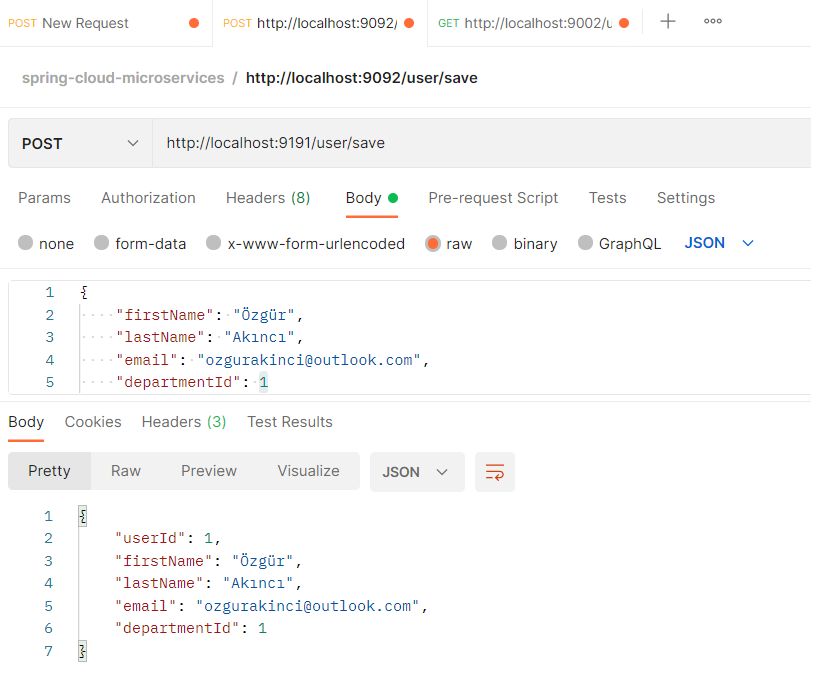 POST New Request POST http://localhost:9092/ GET http://localhost:9002/u
spring-cloud-microservices / http://localhost:9092/user/save
POST http://localhost:9191/user/save
Params Authorization Headers (8) Body Pre-request Script Tests Settings
none form-data x-www-form-urlencoded raw binary GraphQL JSON
1 {
2 "firstName": "Özgür",
3 "lastName": "Akıncı",
4 "email": "ozgurakinci@outlook.com",
5 "departmentId": 1
Body Cookies Headers (3) Test Results
Pretty Raw Preview Visualize JSON
1 {
2 "userId": 1,
3 "firstName": "Özgür",
4 "lastName": "Akıncı",
5 "email": "ozgurakinci@outlook.com",
6 "departmentId": 1
7 }